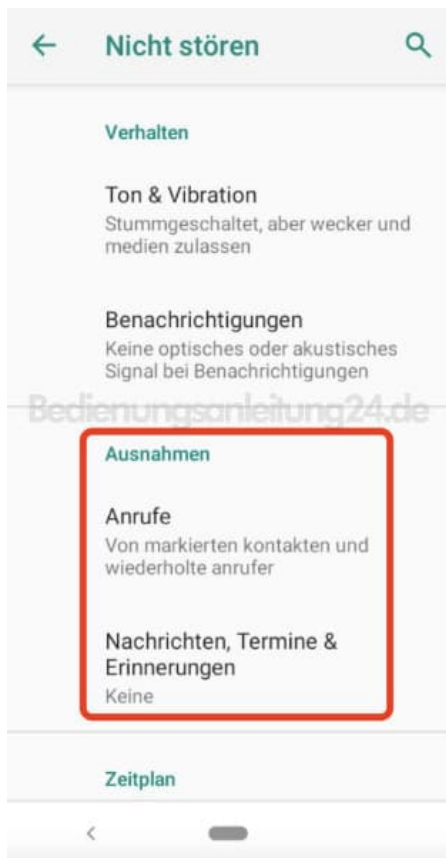 Nicht stören
Verhalten
Ton & Vibration
Stummgeschaltet, aber wecker und
medien zulassen
Benachrichtigungen
Keine optisches oder akustisches
Signal bei Benachrichtigungen
Bedienungsanleitung24.de
Ausnahmen
Anrufe
Von markierten kontakten und
wiederholte anrufer
Nachrichten, Termine &
Erinnerungen
Keine
Zeitplan